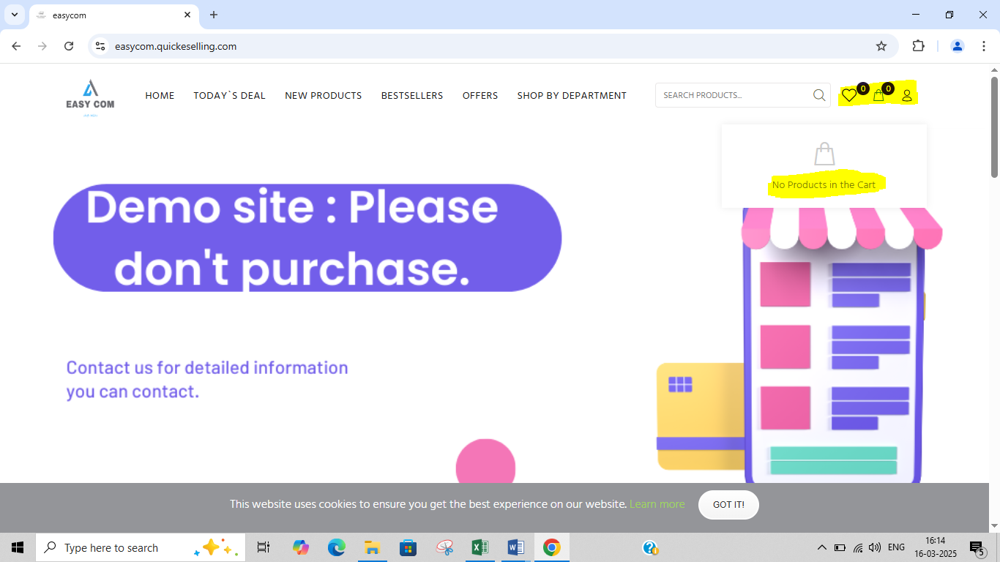 easycom
easycom.quickeselling.com
EASY COM
HOME TODAY`S DEAL NEW PRODUCTS BESTSELLERS OFFERS SHOP BY DEPARTMENT
SEARCH PRODUCTS...
0 0
No Products in the Cart
Demo site : Please
don't purchase.
Contact us for detailed information
you can contact.
This website uses cookies to ensure you get the best experience on our website. Learn more GOT IT!
Type here to search
ENG
16:14
16-03-2025
5